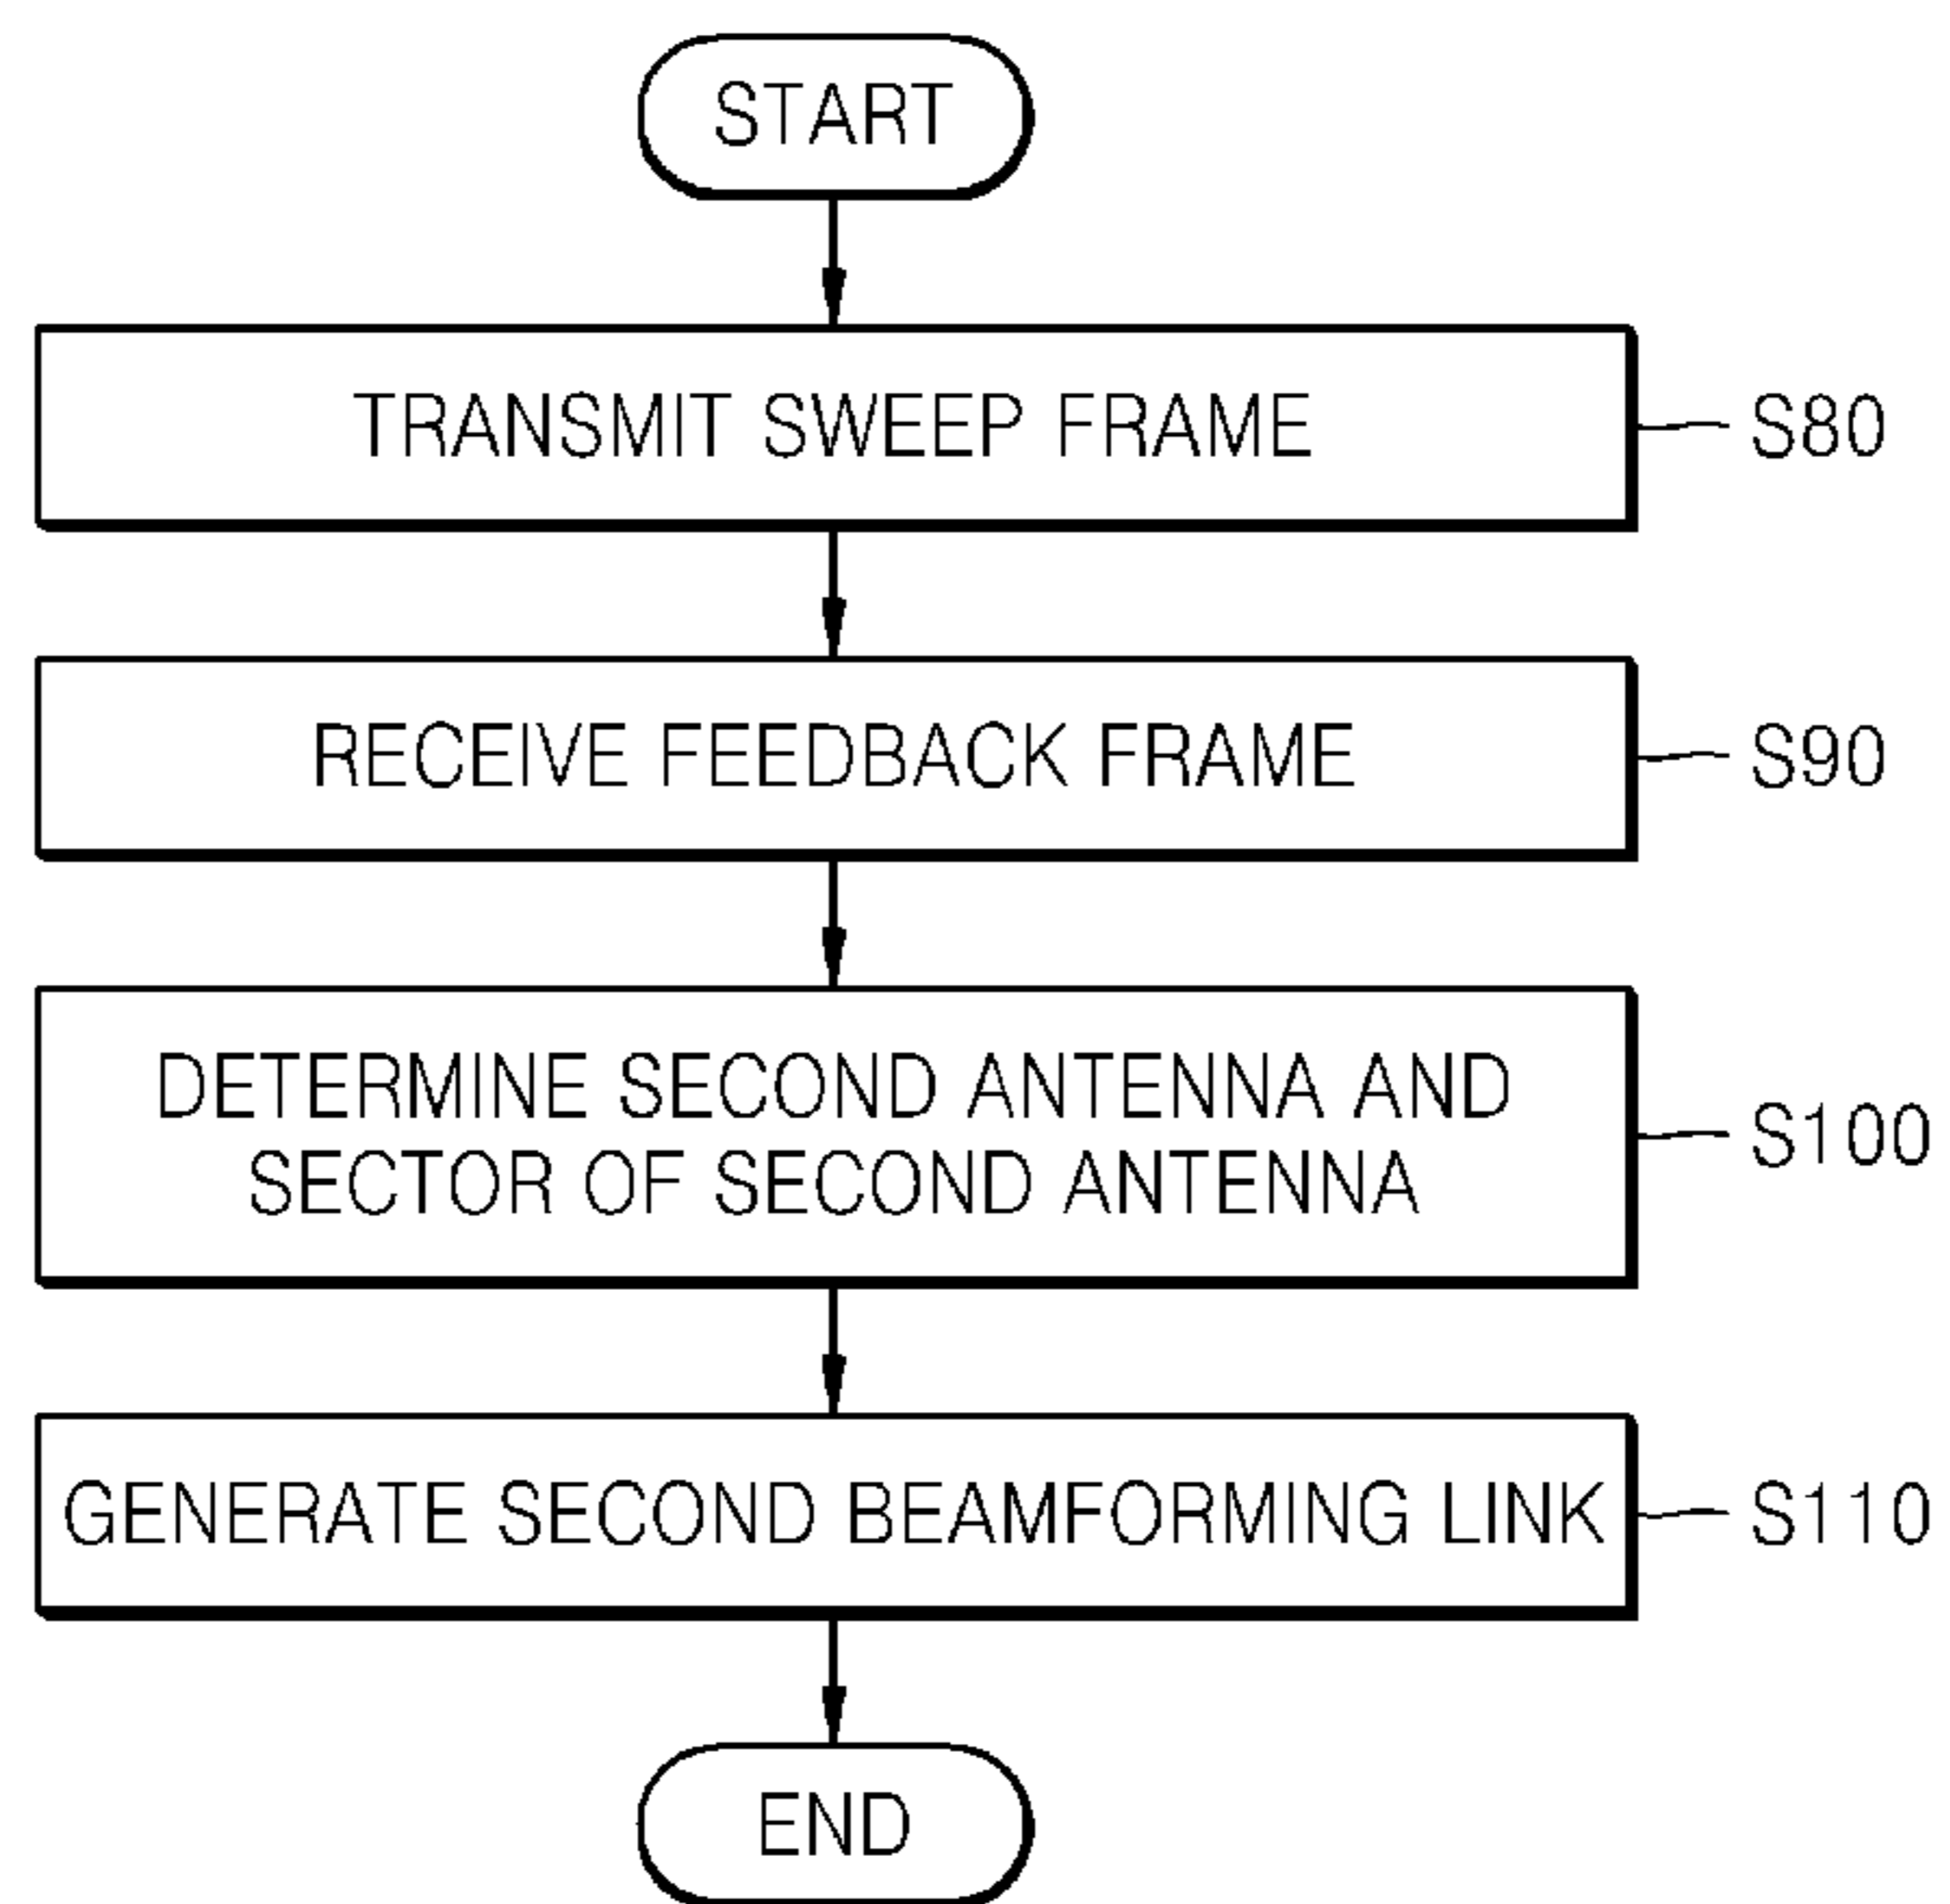 START
TRANSMIT SWEEP FRAME
S80
RECEIVE FEEDBACK FRAME
S90
DETERMINE SECOND ANTENNA AND
SECTOR OF SECOND ANTENNA
S100
GENERATE SECOND BEAMFORMING LINK
S110
END